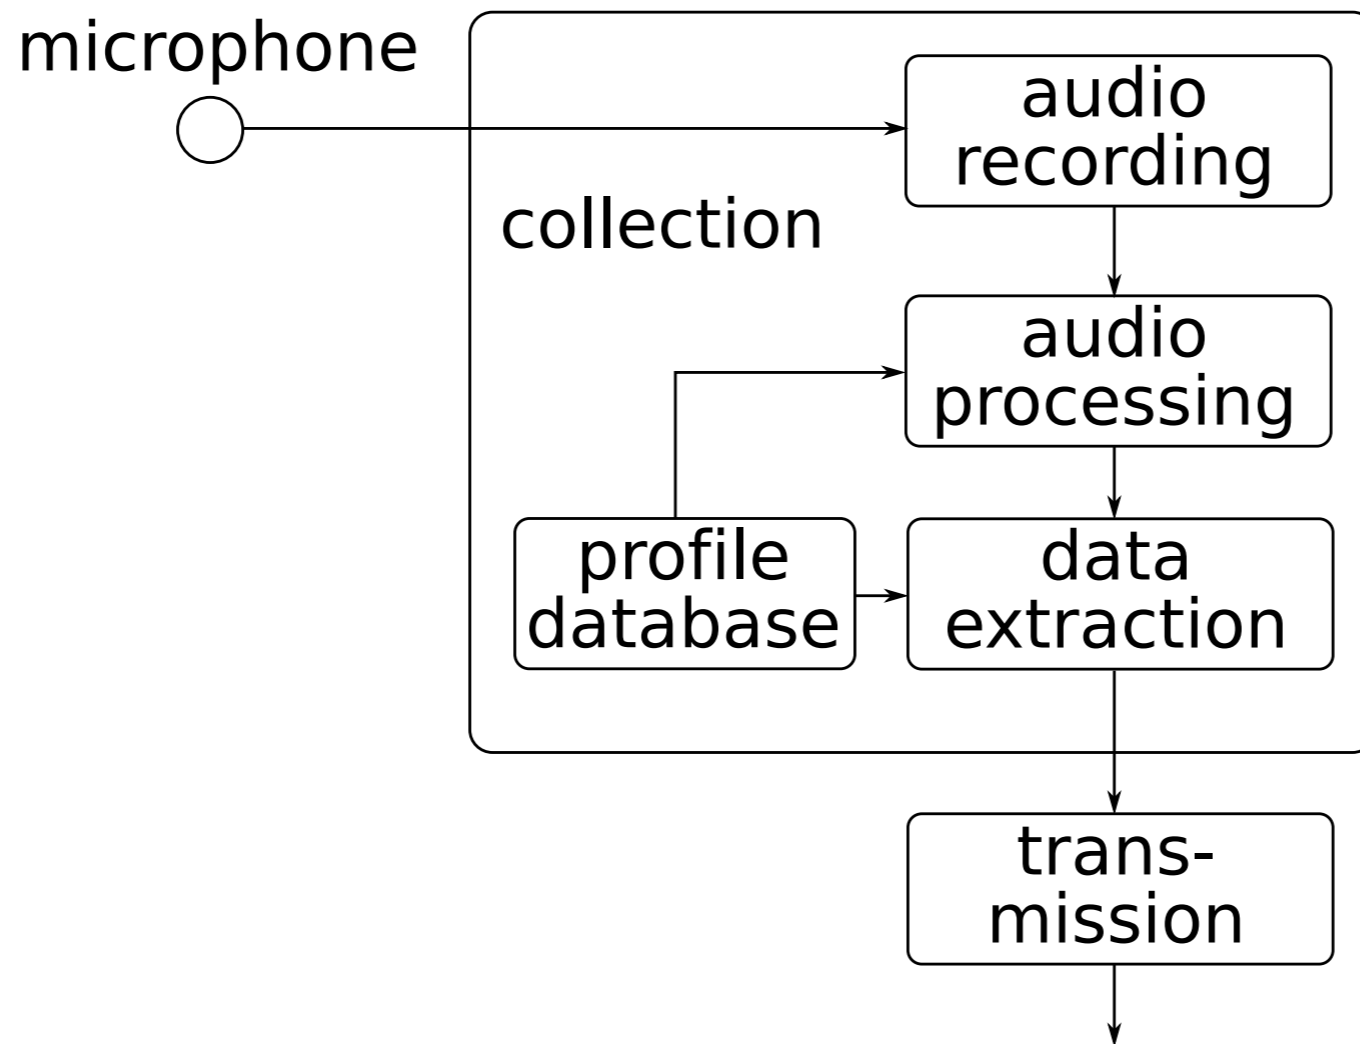 microphone
audio
recording
collection
audio
processing
profile
database
data
extraction
trans-
mission